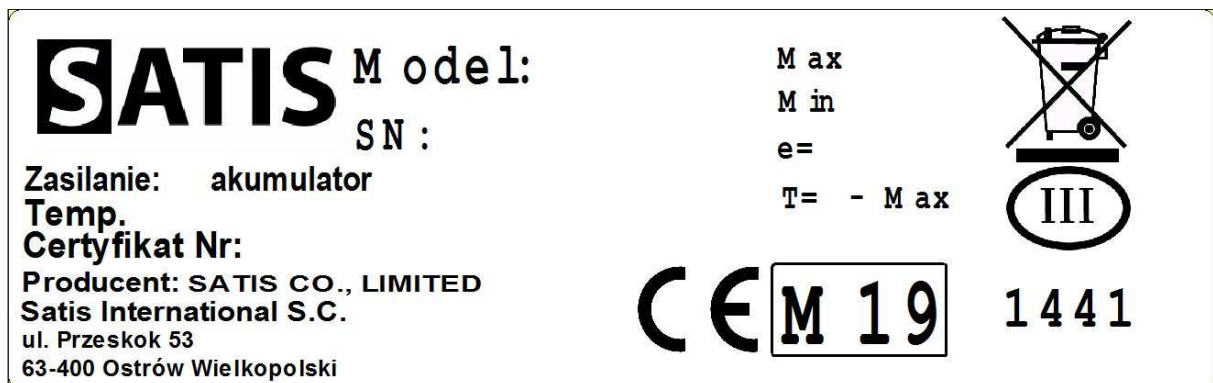 SATIS
Model:
SN:
Zasilanie: akumulator
Temp.
Certyfikat Nr:
Producent: SATIS CO., LIMITED
Satis International S.C.
ul. Przeskok 53
63-400 Ostrów Wielkopolski
Max
Min
e=
T= - Max
III
CE M 19 1441